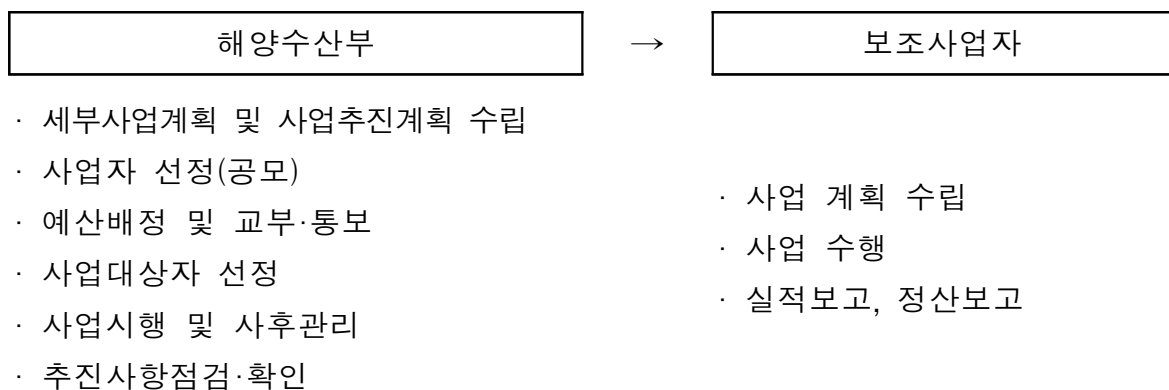 해양수산부 → 보조사업자
· 세부사업계획 및 사업추진계획 수립
· 사업자 선정(공모)
· 예산배정 및 교부·통보
· 사업대상자 선정
· 사업시행 및 사후관리
· 추진사항점검·확인
· 사업 계획 수립
· 사업 수행
· 실적보고, 정산보고